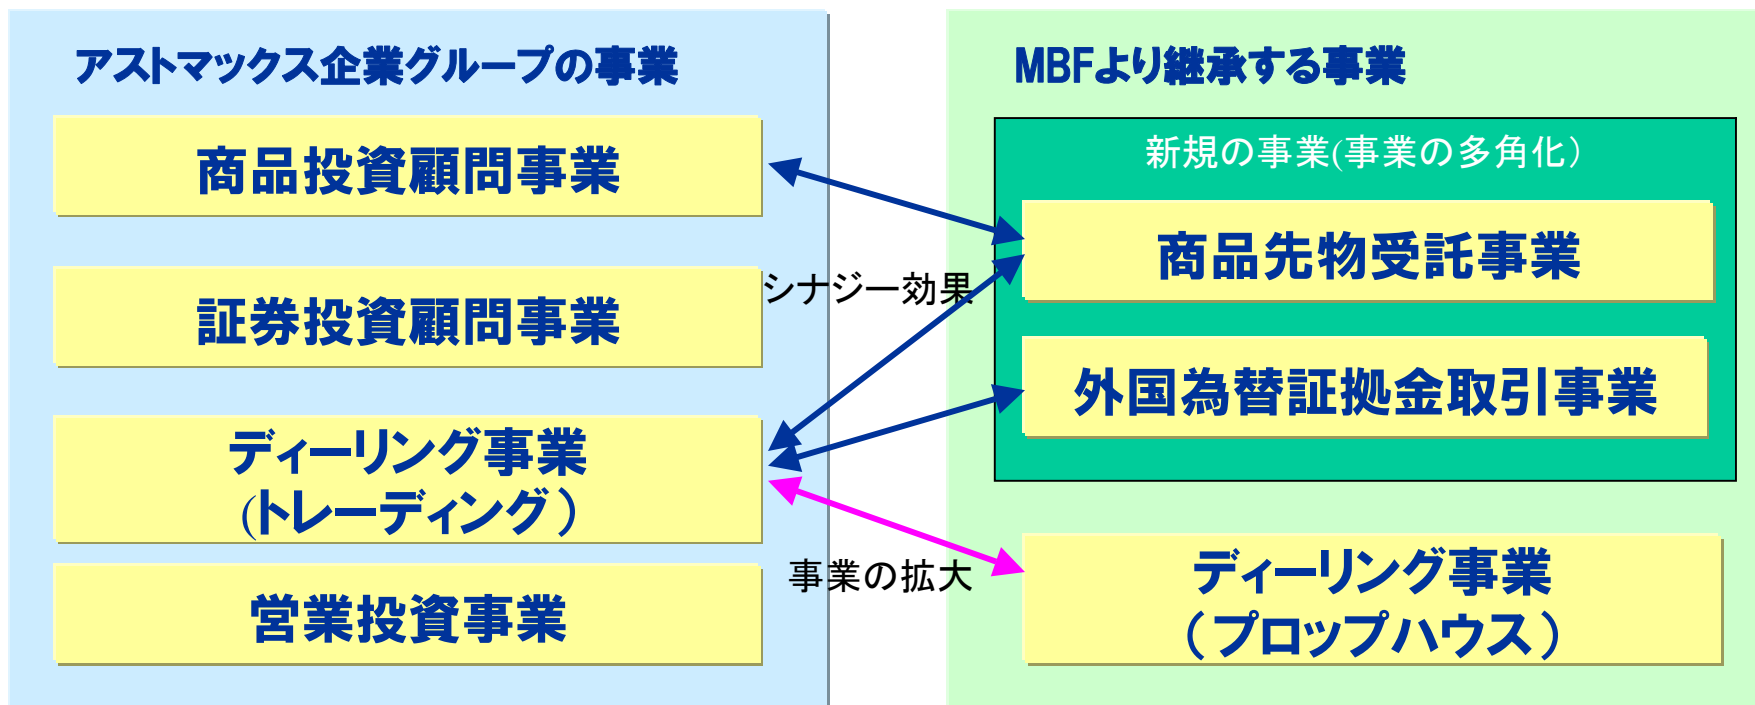 アストマックス企業グループの事業
商品投資顧問事業
証券投資顧問事業
ディーリング事業
(トレーディング）
営業投資事業
シナジー効果
事業の拡大
MBFより継承する事業
新規の事業(事業の多角化）
商品先物受託事業
外国為替証拠金取引事業
ディーリング事業
（プロップハウス）